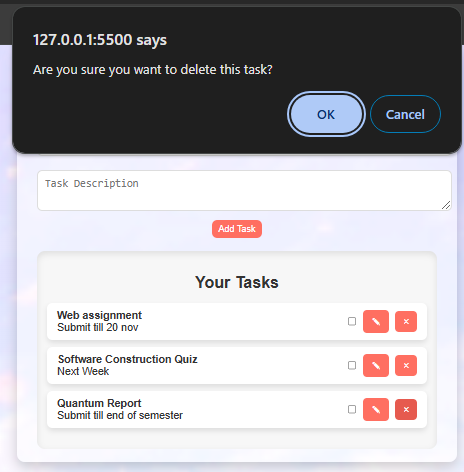 127.0.0.1:5500 says
Are you sure you want to delete this task?
OK
Cancel
Task Description
Add Task
Your Tasks
Web assignment
Submit till 20 nov
Software Construction Quiz
Next Week
Quantum Report
Submit till end of semester